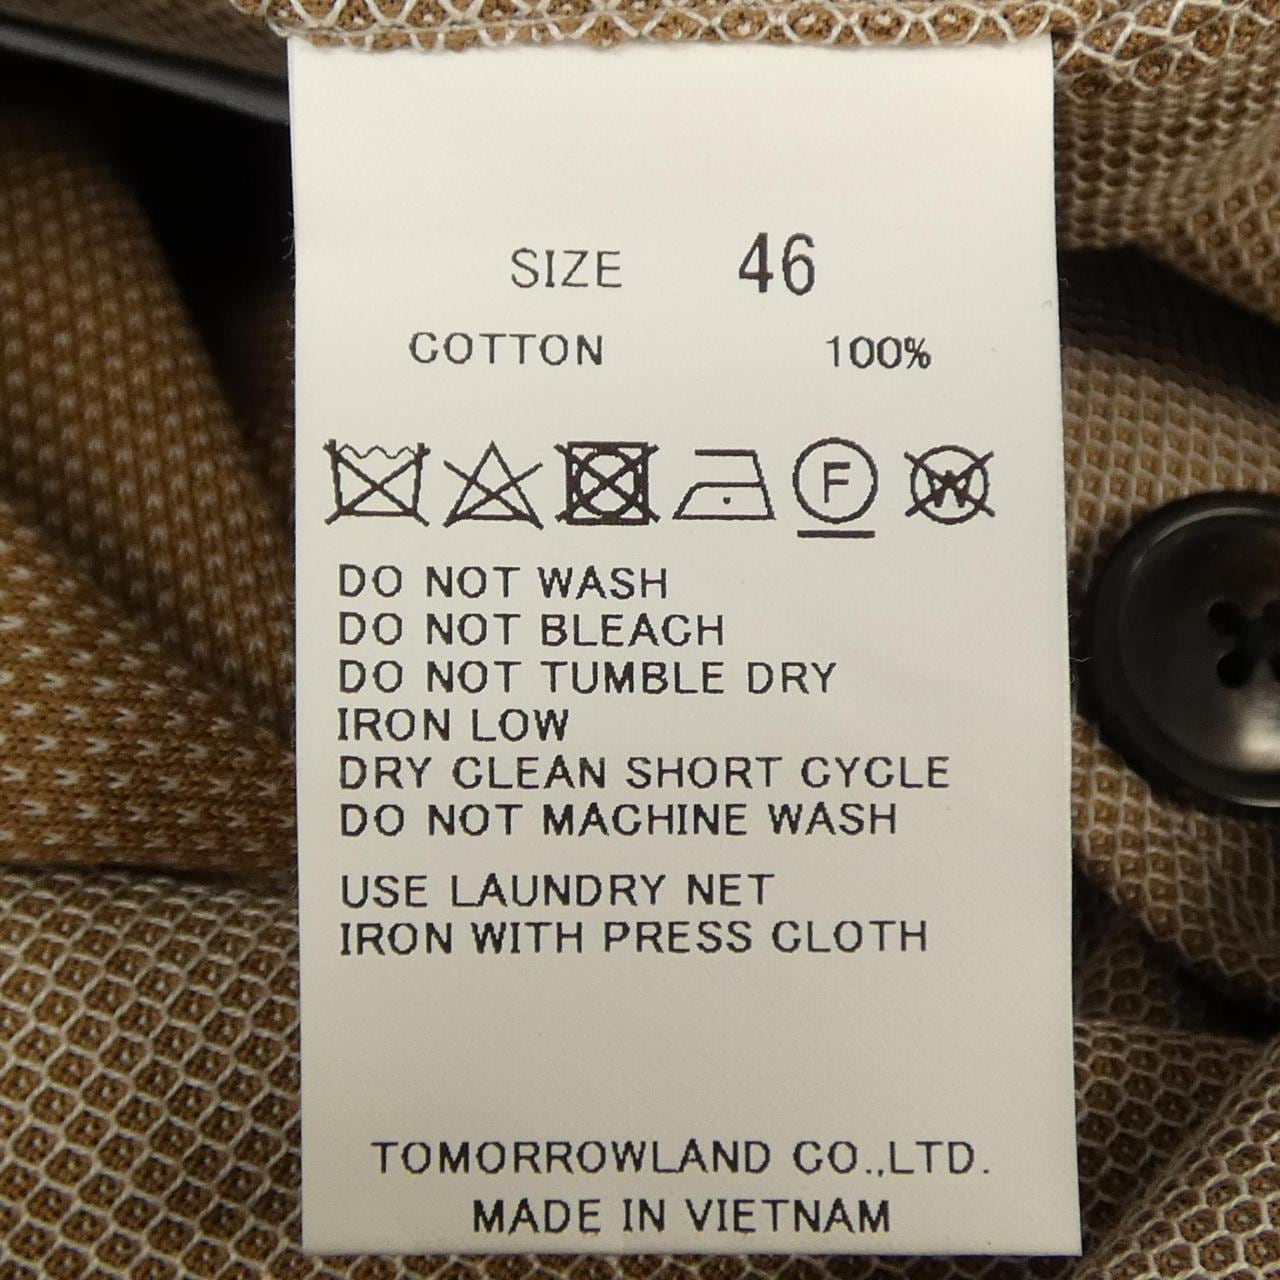 SIZE 46
COTTON 100%
F W
DO NOT WASH
DO NOT BLEACH
DO NOT TUMBLE DRY
IRON LOW
DRY CLEAN SHORT CYCLE
DO NOT MACHINE WASH
USE LAUNDRY NET
IRON WITH PRESS CLOTH
TOMORROWLAND CO.,LTD.
MADE IN VIETNAM